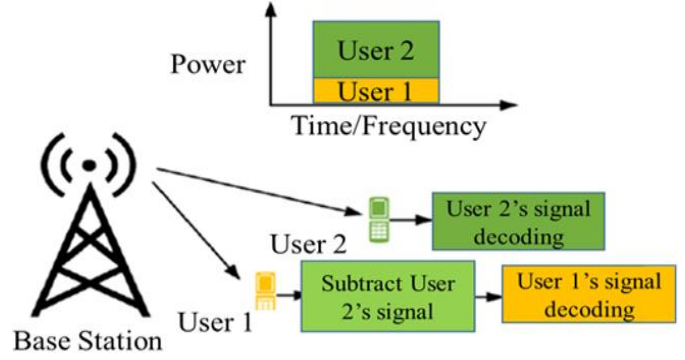 User 2
Power
User 1
Time/Frequency
User 2's signal
decoding
User 2
Subtract User
2's signal
User 1's signal
decoding
User 1
Base Station